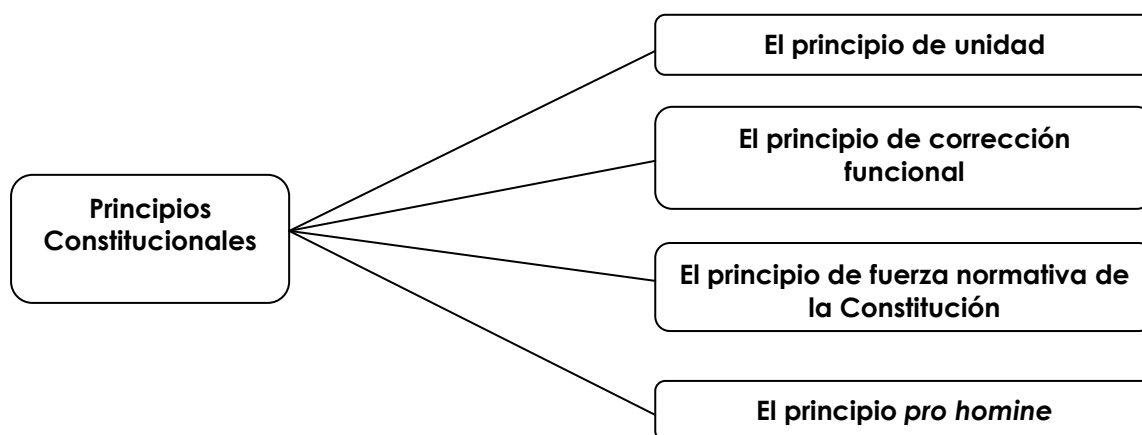 El principio de unidad
El principio de corrección
funcional
Principios
Constitucionales
El principio de fuerza normativa de
la Constitución
El principio pro homine